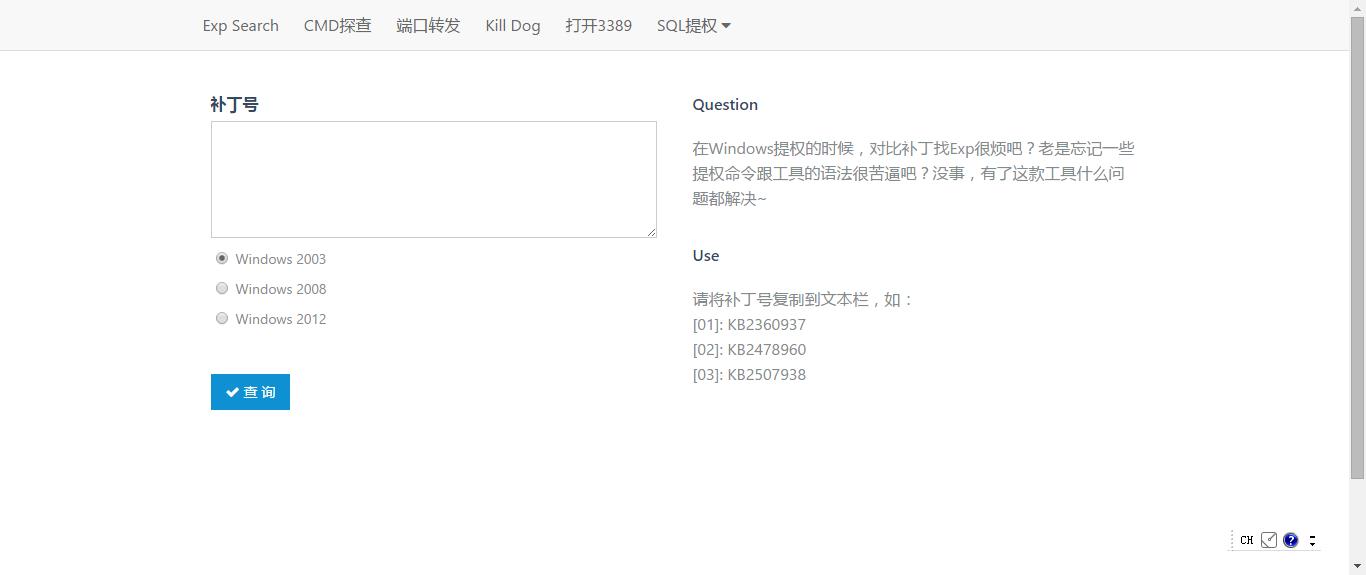 Exp Search CMD探查 端口转发 Kill Dog 打开3389 SQL提权
补丁号
Windows 2003
Windows 2008
Windows 2012
查 询
Question
在Windows提权的时候，对比补丁找Exp很烦吧？老是忘记一些
提权命令跟工具的语法很苦逼吧？没事，有了这款工具什么问
题都解决~
Use
请将补丁号复制到文本栏，如：
[01]: KB2360937
[02]: KB2478960
[03]: KB2507938
CH